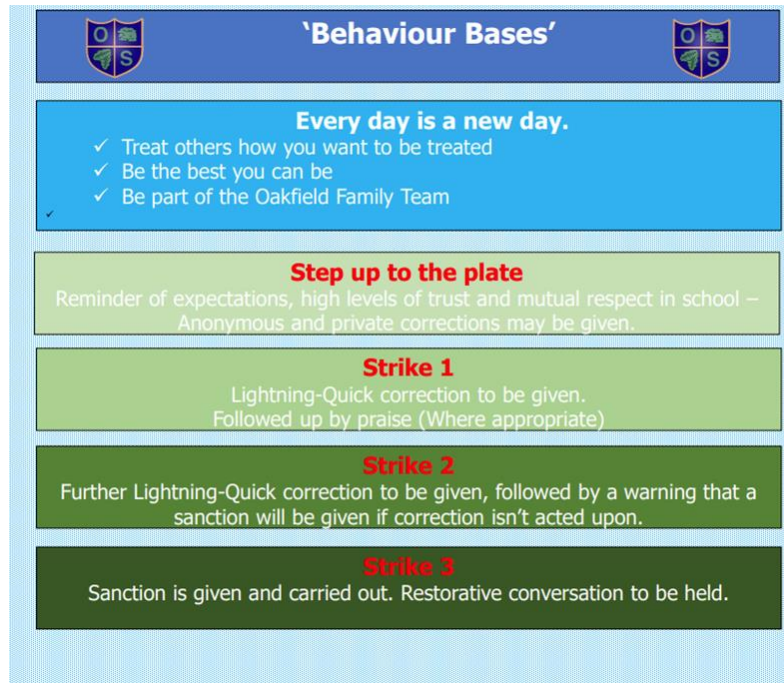 O
S
‘Behaviour Bases’
O
S
Every day is a new day.
✓ Treat others how you want to be treated
✓ Be the best you can be
✓ Be part of the Oakfield Family Team
✓
Step up to the plate
Reminder of expectations, high levels of trust and mutual respect in school –
Anonymous and private corrections may be given.
Strike 1
Lightning-Quick correction to be given.
Followed up by praise (Where appropriate)
Strike 2
Further Lightning-Quick correction to be given, followed by a warning that a
sanction will be given if correction isn’t acted upon.
Strike 3
Sanction is given and carried out. Restorative conversation to be held.